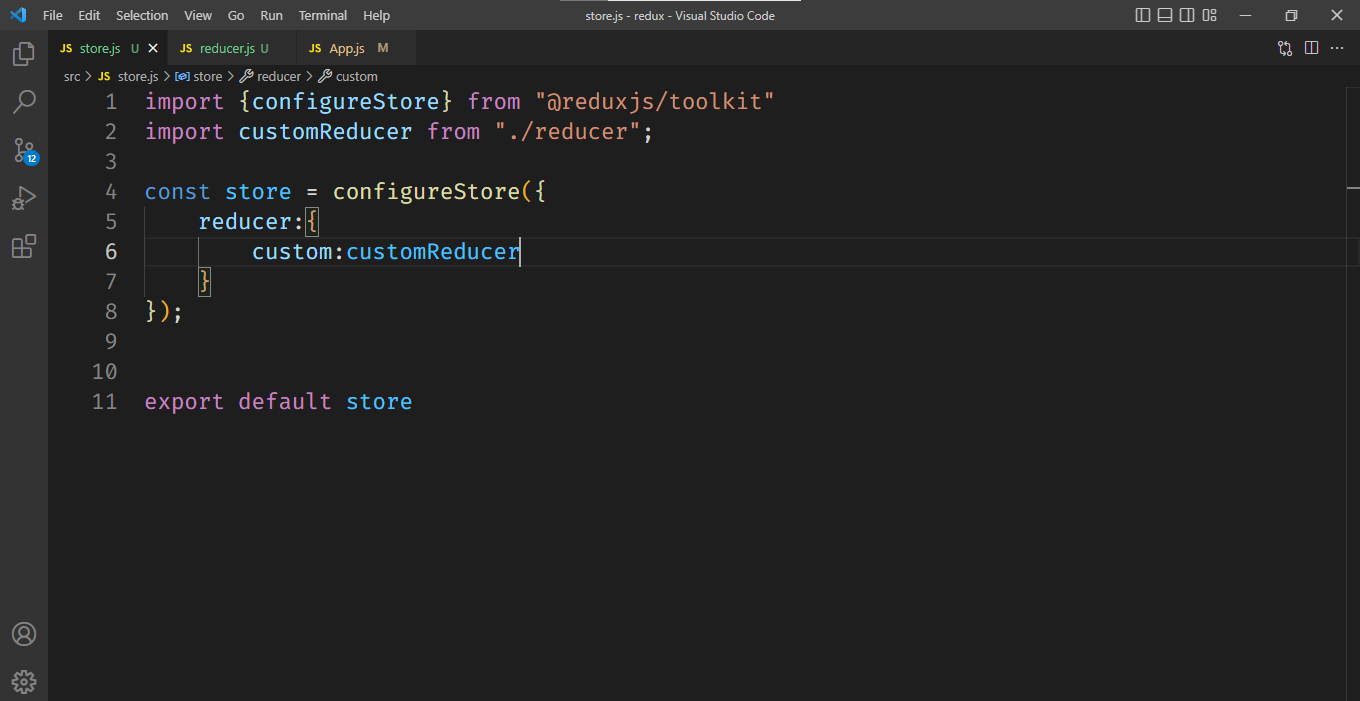 File Edit Selection View Go Run Terminal Help store.js - redux - Visual Studio Code
JS store.js U JS reducer.js U JS App.js M
src > JS store.js > store > reducer > custom
1 import {configureStore} from "@reduxjs/toolkit"
2 import customReducer from "./reducer";
3
4 const store = configureStore({
5 reducer:{
6 custom:customReducer
7 }
8 });
9
10
11 export default store
12